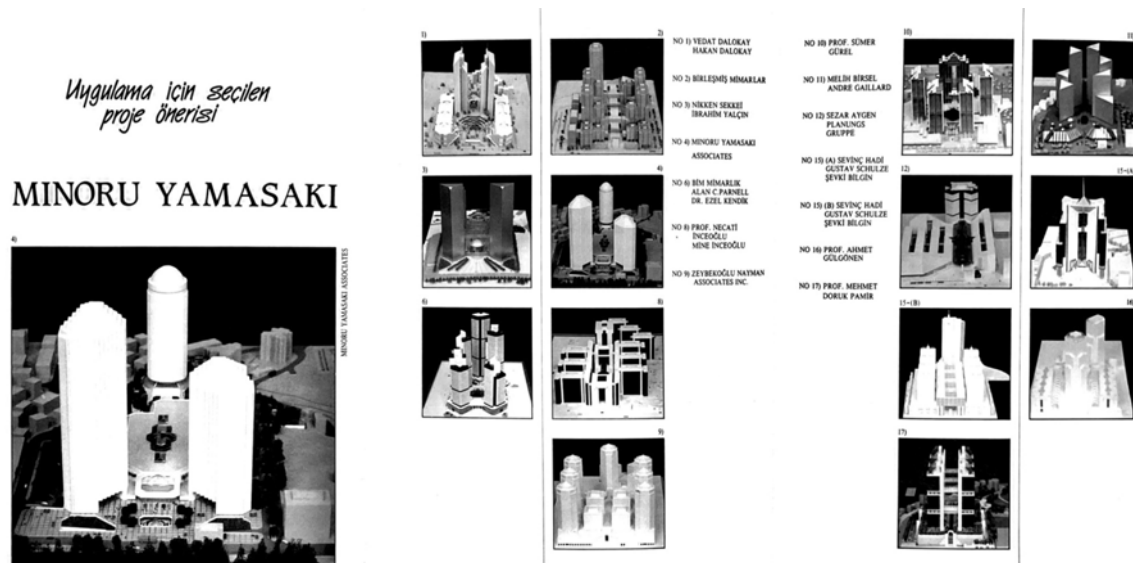 Uygulama için seçilen
proje önerisi
MINORU YAMASAKI
4)
MINORU YAMASAKI ASSOCIATES
1)
2)
3)
4)
6)
8)
9)
NO 1) VEDAT DALOKAY
HAKAN DALOKAY
NO 2) BİRLEŞMİŞ MİMARLAR
NO 3) NİKKEN SEKKEİ
İBRAHİM YALÇIN
NO 4) MINORU YAMASAKI
ASSOCIATES
NO 6) BİM MİMARLIK
ALAN C.PARNELL
DR. EZEL KENDİK
NO 8) PROF. NECATİ
İNCEOĞLU
MINE İNCEOĞLU
NO 9) ZEYBEKOĞLU NAYMAN
ASSOCIATES INC.
NO 10) PROF. SÜMER
GÜREL
NO 11) MELİH BİRSEL
ANDRE GAILLARD
NO 12) SEZAR AYGEN
PLANUNGS
GRUPPE
NO 15) (A) SEVİNÇ HADİ
GUSTAV SCHULZE
ŞEVKİ BİLGİN
NO 15) (B) SEVİNÇ HADİ
GUSTAV SCHULZE
ŞEVKİ BİLGİN
NO 16) PROF. AHMET
GÜLGÖNEN
NO 17) PROF. MEHMET
DORUK PAMİR
10)
12)
15-(A)
15-(B)
16)
17)